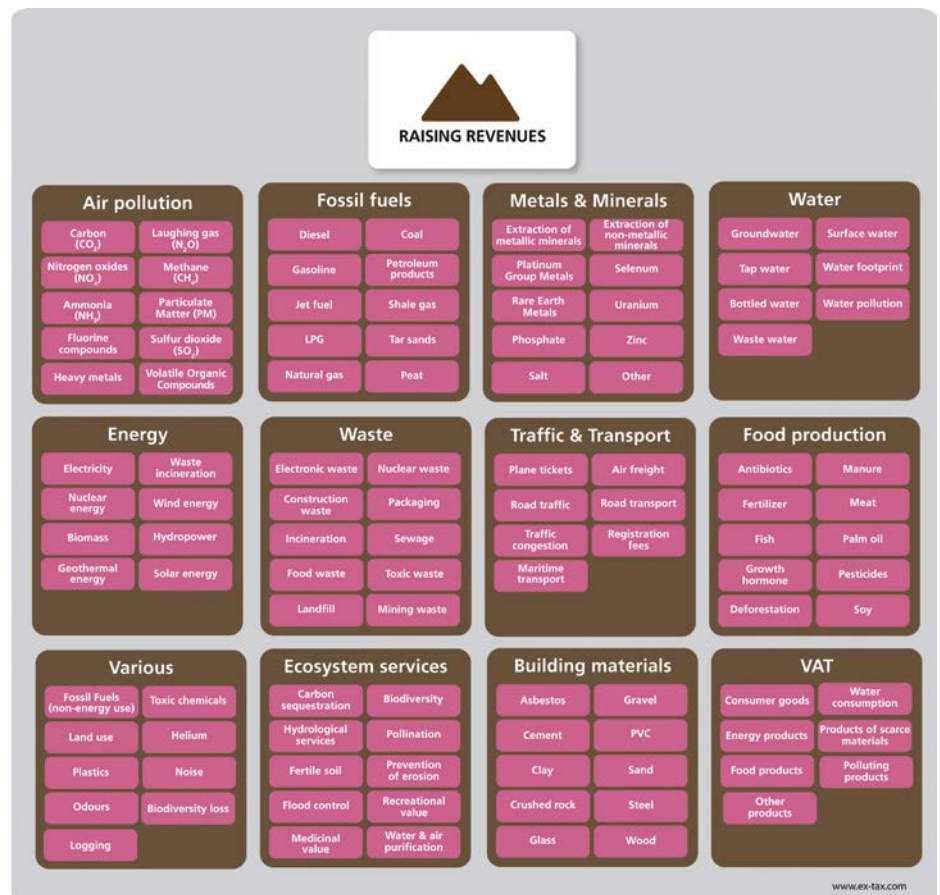 RAISING REVENUES
Air pollution
Carbon
(CO₂)
Laughing gas
(N₂O)
Nitrogen oxides
(NOₓ)
Methane
(CH₄)
Ammonia
(NH₃)
Particulate
Matter (PM)
Fluorine
compounds
Sulfur dioxide
(SO₂)
Heavy metals
Volatile Organic
Compounds
Fossil fuels
Diesel
Coal
Gasoline
Petroleum
products
Jet fuel
Shale gas
LPG
Tar sands
Natural gas
Peat
Metals & Minerals
Extraction of
metallic minerals
Extraction of
non-metallic
minerals
Platinum
Group Metals
Selenum
Rare Earth
Metals
Uranium
Phosphate
Zinc
Salt
Other
Water
Groundwater
Surface water
Tap water
Water footprint
Bottled water
Water pollution
Waste water
Energy
Electricity
Waste
incineration
Nuclear
energy
Wind energy
Biomass
Hydropower
Geothermal
energy
Solar energy
Waste
Electronic waste
Nuclear waste
Construction
waste
Packaging
Incineration
Sewage
Food waste
Toxic waste
Landfill
Mining waste
Traffic & Transport
Plane tickets
Air freight
Road traffic
Road transport
Traffic
congestion
Registration
fees
Maritime
transport
Food production
Antibiotics
Manure
Fertilizer
Meat
Fish
Palm oil
Growth
hormone
Pesticides
Deforestation
Soy
Various
Fossil Fuels
(non-energy use)
Toxic chemicals
Land use
Helium
Plastics
Noise
Odours
Biodiversity loss
Logging
Ecosystem services
Carbon
sequestration
Biodiversity
Hydrological
services
Pollination
Fertile soil
Prevention
of erosion
Flood control
Recreational
value
Medicinal
value
Water & air
purification
Building materials
Asbestos
Gravel
Cement
PVC
Clay
Sand
Crushed rock
Steel
Glass
Wood
VAT
Consumer goods
Water
consumption
Energy products
Products of scarce
materials
Food products
Polluting
products
Other
products
www.ex-tax.com